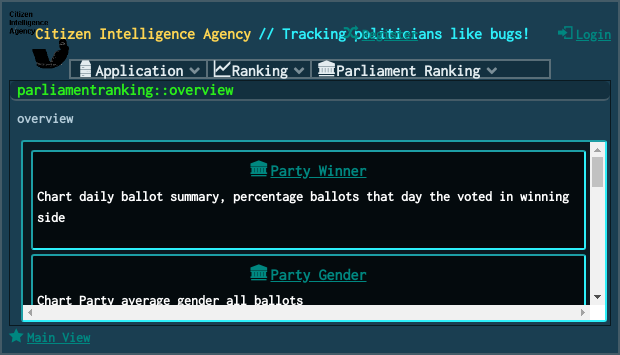 Citizen
Intelligence
Agency
Citizen Intelligence Agency // Tracking politicians like bugs!
Register
Login
Application
Ranking
Parliament Ranking
parliamentranking::overview
overview
Party Winner
Chart daily ballot summary, percentage ballots that day the voted in winning
side
Party Gender
Chart Party average gender all ballots
Main View